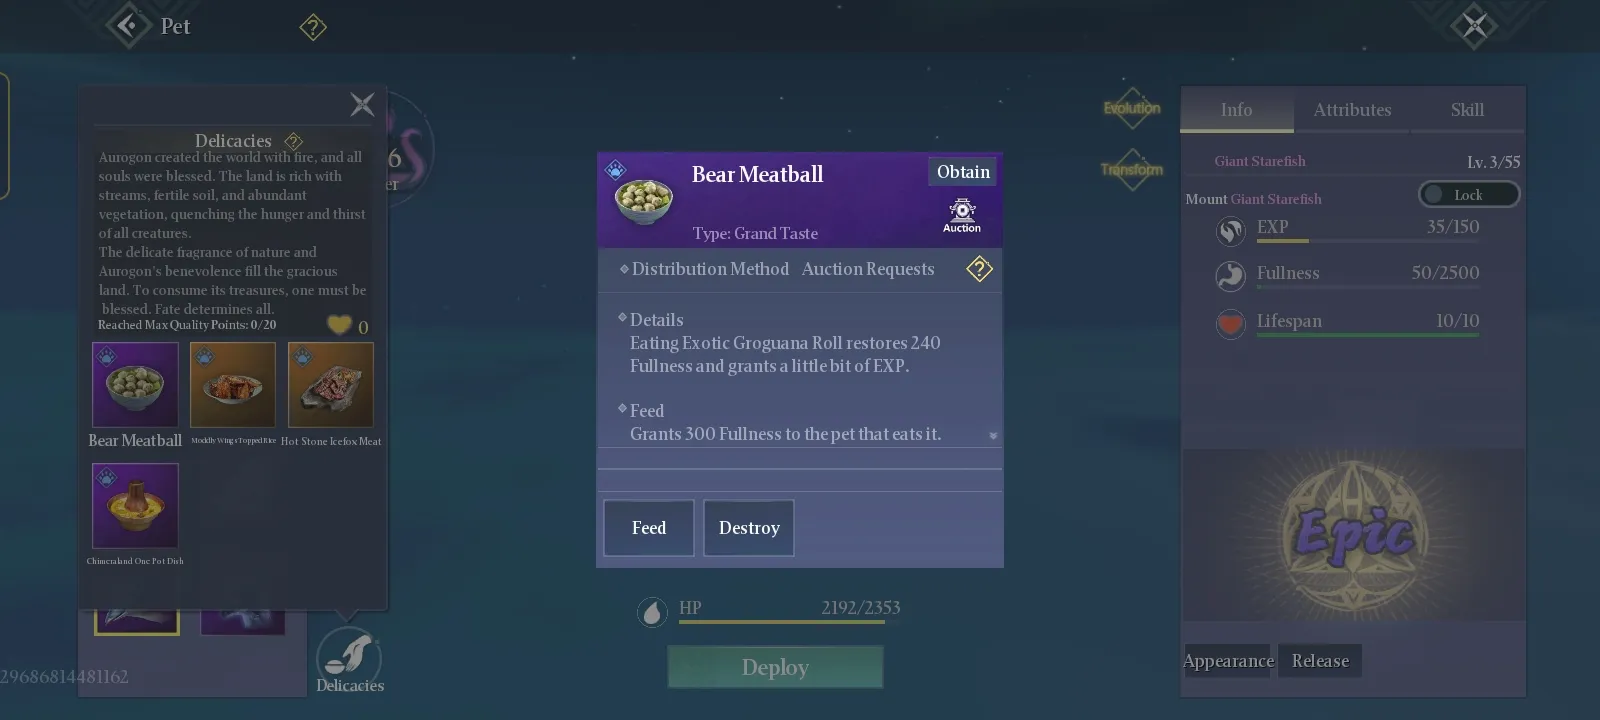 Pet
?
Delicacies ?
Aurogon created the world with fire, and all
souls were blessed. The land is rich with
streams, fertile soil, and abundant
vegetation, quenching the hunger and thirst
of all creatures.
The delicate fragrance of nature and
Aurogon's benevolence fill the gracious
land. To consume its treasures, one must be
blessed. Fate determines all.
Reached Max Quality Points: 0/20
0
Bear Meatball
Hot Stone Icefox Meat
Chimeraland One Pot Dish
6
er
Delicacies
29686814481162
Bear Meatball
Obtain
Type: Grand Taste
Auction
Distribution Method Auction Requests
?
Details
Eating Exotic Groguana Roll restores 240
Fullness and grants a little bit of EXP.
Feed
Grants 300 Fullness to the pet that eats it.
Feed
Destroy
HP 2192/2353
Deploy
Evolution
Transform
Info
Attributes
Skill
Giant Starefish
Lv. 3/55
Mount Giant Starefish
Lock
EXP 35/150
Fullness 50/2500
Lifespan 10/10
Epic
Appearance
Release